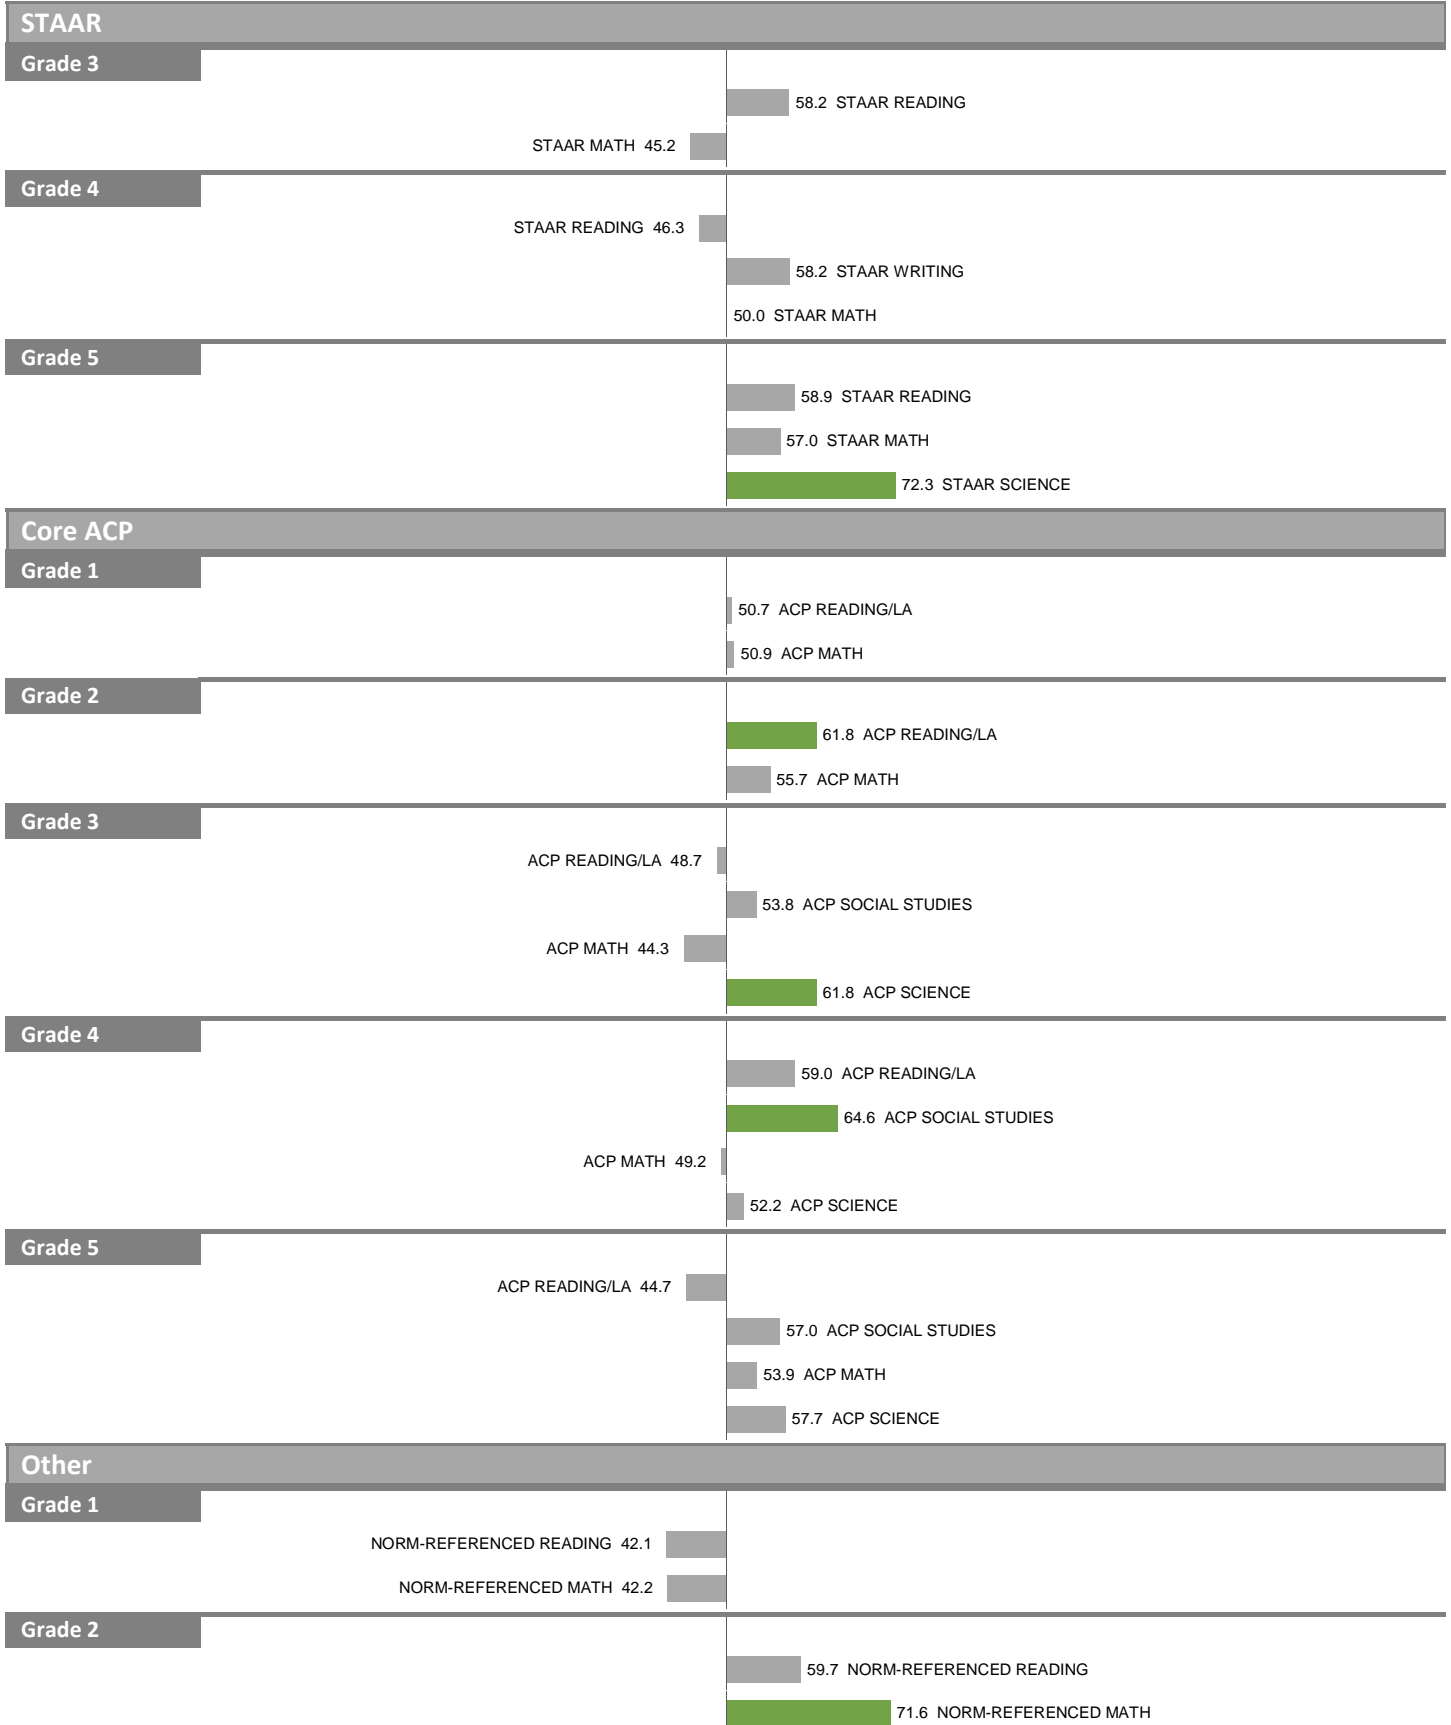 STAAR
Grade 3
58.2 STAAR READING
STAAR MATH 45.2
Grade 4
STAAR READING 46.3
58.2 STAAR WRITING
50.0 STAAR MATH
Grade 5
58.9 STAAR READING
57.0 STAAR MATH
72.3 STAAR SCIENCE
Core ACP
Grade 1
50.7 ACP READING/LA
50.9 ACP MATH
Grade 2
61.8 ACP READING/LA
55.7 ACP MATH
Grade 3
ACP READING/LA 48.7
53.8 ACP SOCIAL STUDIES
ACP MATH 44.3
61.8 ACP SCIENCE
Grade 4
59.0 ACP READING/LA
64.6 ACP SOCIAL STUDIES
ACP MATH 49.2
52.2 ACP SCIENCE
Grade 5
ACP READING/LA 44.7
57.0 ACP SOCIAL STUDIES
53.9 ACP MATH
57.7 ACP SCIENCE
Other
Grade 1
NORM-REFERENCED READING 42.1
NORM-REFERENCED MATH 42.2
Grade 2
59.7 NORM-REFERENCED READING
71.6 NORM-REFERENCED MATH